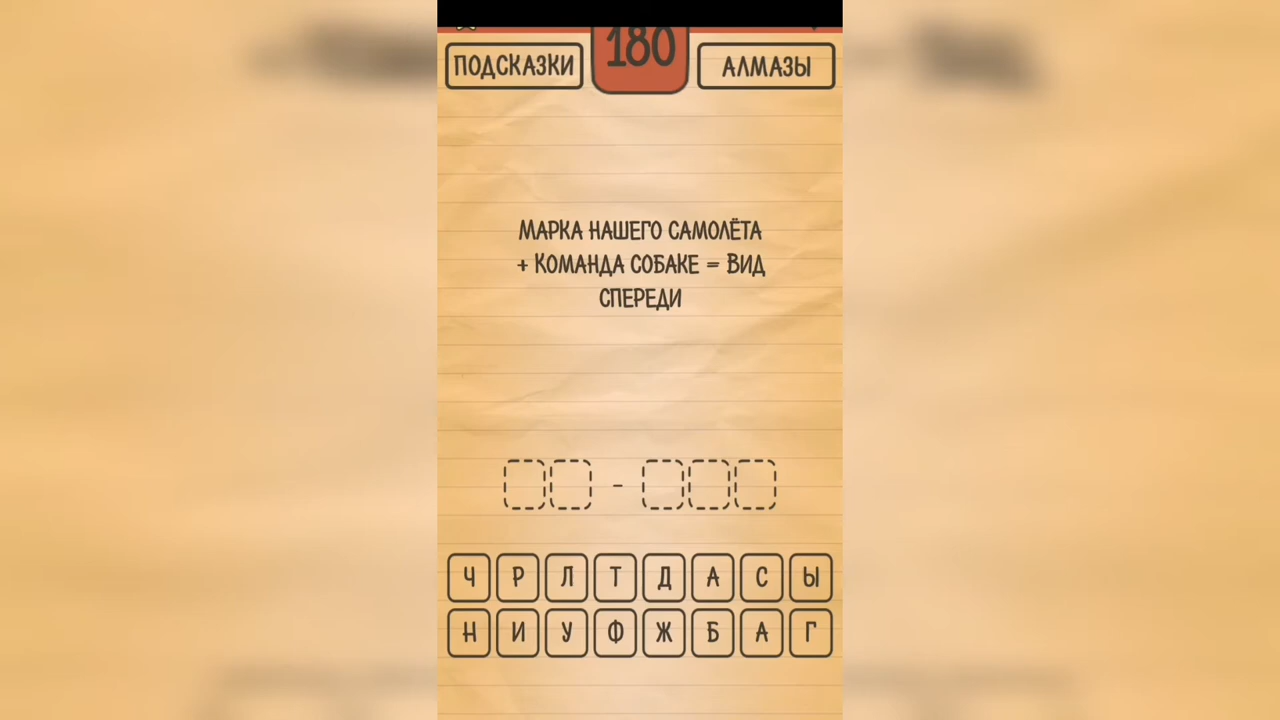 ПОДСКАЗКИ 180 АЛМАЗЫ
МАРКА НАШЕГО САМОЛЁТА
+ КОМАНДА СОБАКЕ = ВИД
СПЕРЕДИ
-
Ч Р Л Т Д А С Ы
Н И У Ф Ж Б А Г